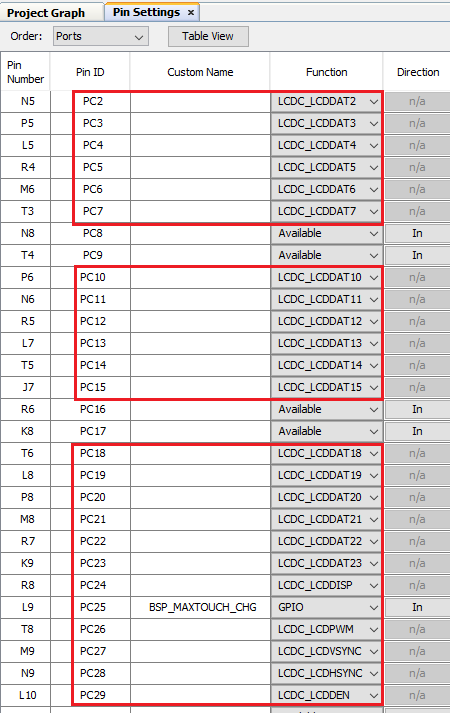 Project Graph Pin Settings ×
Order: Ports Table View
Pin Number Pin ID Custom Name Function Direction
N5 PC2 LCDC_LCDDAT2 n/a
P5 PC3 LCDC_LCDDAT3 n/a
L5 PC4 LCDC_LCDDAT4 n/a
R4 PC5 LCDC_LCDDAT5 n/a
M6 PC6 LCDC_LCDDAT6 n/a
T3 PC7 LCDC_LCDDAT7 n/a
N8 PC8 Available In
T4 PC9 Available In
P6 PC10 LCDC_LCDDAT10 n/a
N6 PC11 LCDC_LCDDAT11 n/a
R5 PC12 LCDC_LCDDAT12 n/a
L7 PC13 LCDC_LCDDAT13 n/a
T5 PC14 LCDC_LCDDAT14 n/a
J7 PC15 LCDC_LCDDAT15 n/a
R6 PC16 Available In
K8 PC17 Available In
T6 PC18 LCDC_LCDDAT18 n/a
L8 PC19 LCDC_LCDDAT19 n/a
P8 PC20 LCDC_LCDDAT20 n/a
M8 PC21 LCDC_LCDDAT21 n/a
R7 PC22 LCDC_LCDDAT22 n/a
K9 PC23 LCDC_LCDDAT23 n/a
R8 PC24 LCDC_LCDDISP n/a
L9 PC25 BSP_MAXTOUCH_CHG GPIO In
T8 PC26 LCDC_LCDPWM n/a
M9 PC27 LCDC_LCDVSYNC n/a
N9 PC28 LCDC_LCDHSYNC n/a
L10 PC29 LCDC_LCDDEN n/a